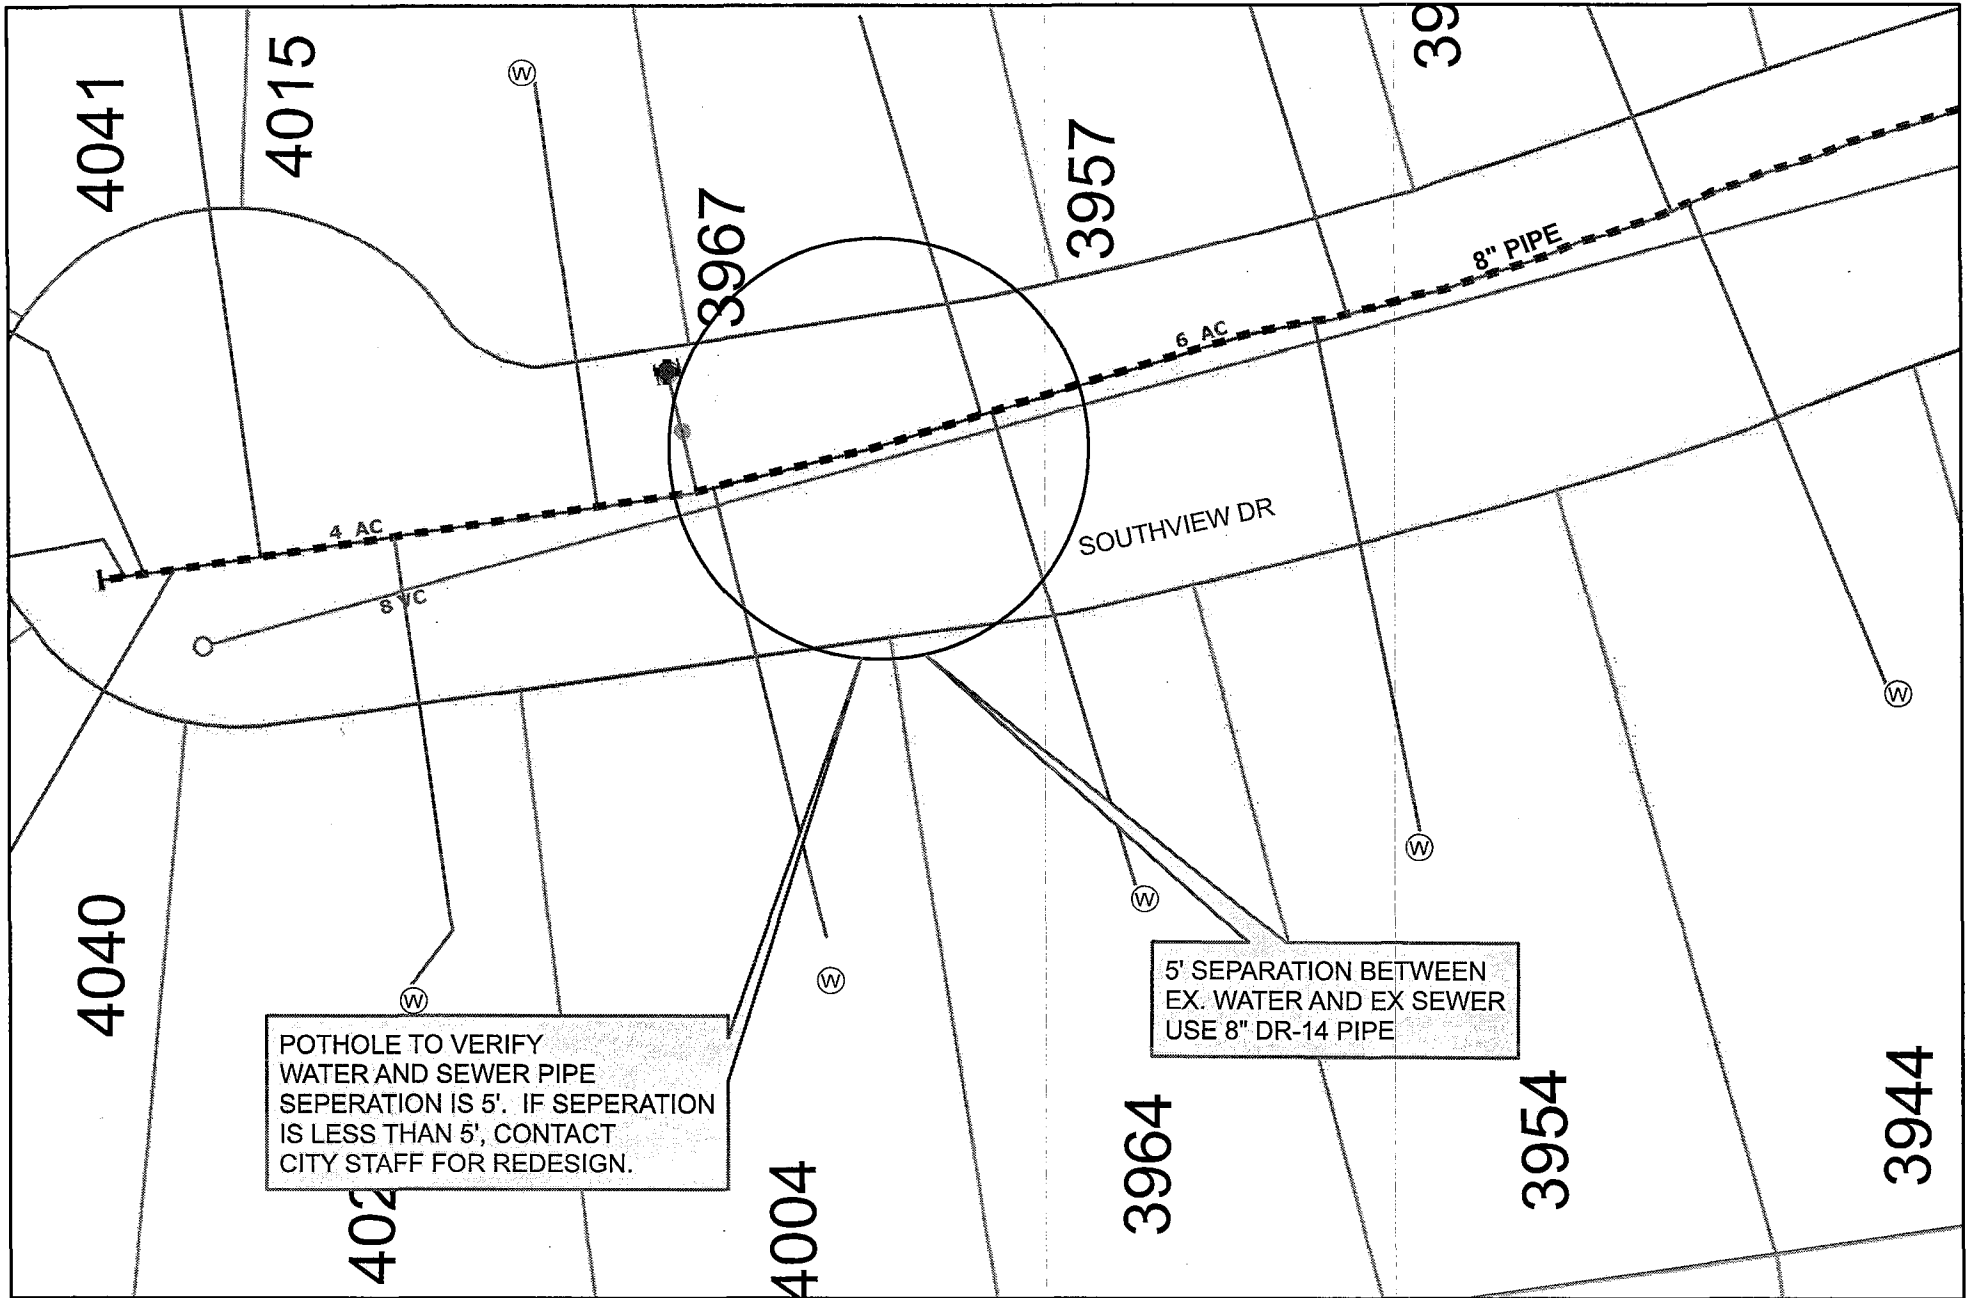 4041
4015
W
39
3957
3967
8" PIPE
6 AC
4 AC
SOUTHVIEW DR
8 VC
W
W
W
W
W
4040
5' SEPARATION BETWEEN
EX. WATER AND EX SEWER
USE 8" DR-14 PIPE
POTHOLE TO VERIFY
WATER AND SEWER PIPE
SEPERATION IS 5'. IF SEPERATION
IS LESS THAN 5', CONTACT
CITY STAFF FOR REDESIGN.
402
4004
3964
3954
3944